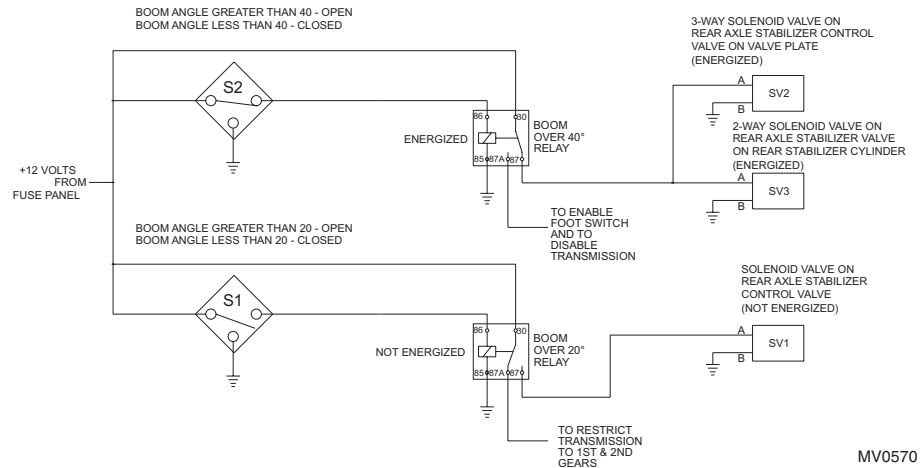 BOOM ANGLE GREATER THAN 40 - OPEN
BOOM ANGLE LESS THAN 40 - CLOSED
3-WAY SOLENOID VALVE ON
REAR AXLE STABILIZER CONTROL
VALVE ON VALVE PLATE
(ENERGIZED)
S2
A
SV2
B
86
30
ENERGIZED
BOOM
OVER 40°
RELAY
85
87A
87
2-WAY SOLENOID VALVE ON
REAR AXLE STABILIZER VALVE
ON REAR STABILIZER CYLINDER
(ENERGIZED)
A
SV3
B
+12 VOLTS
FROM
FUSE PANEL
TO ENABLE
FOOT SWITCH
AND TO
DISABLE
TRANSMISSION
BOOM ANGLE GREATER THAN 20 - OPEN
BOOM ANGLE LESS THAN 20 - CLOSED
SOLENOID VALVE ON
REAR AXLE STABILIZER
CONTROL VALVE
(NOT ENERGIZED)
S1
A
SV1
B
86
30
NOT ENERGIZED
BOOM
OVER 20°
RELAY
85
87A
87
TO RESTRICT
TRANSMISSION
TO 1ST & 2ND
GEARS
MV0570